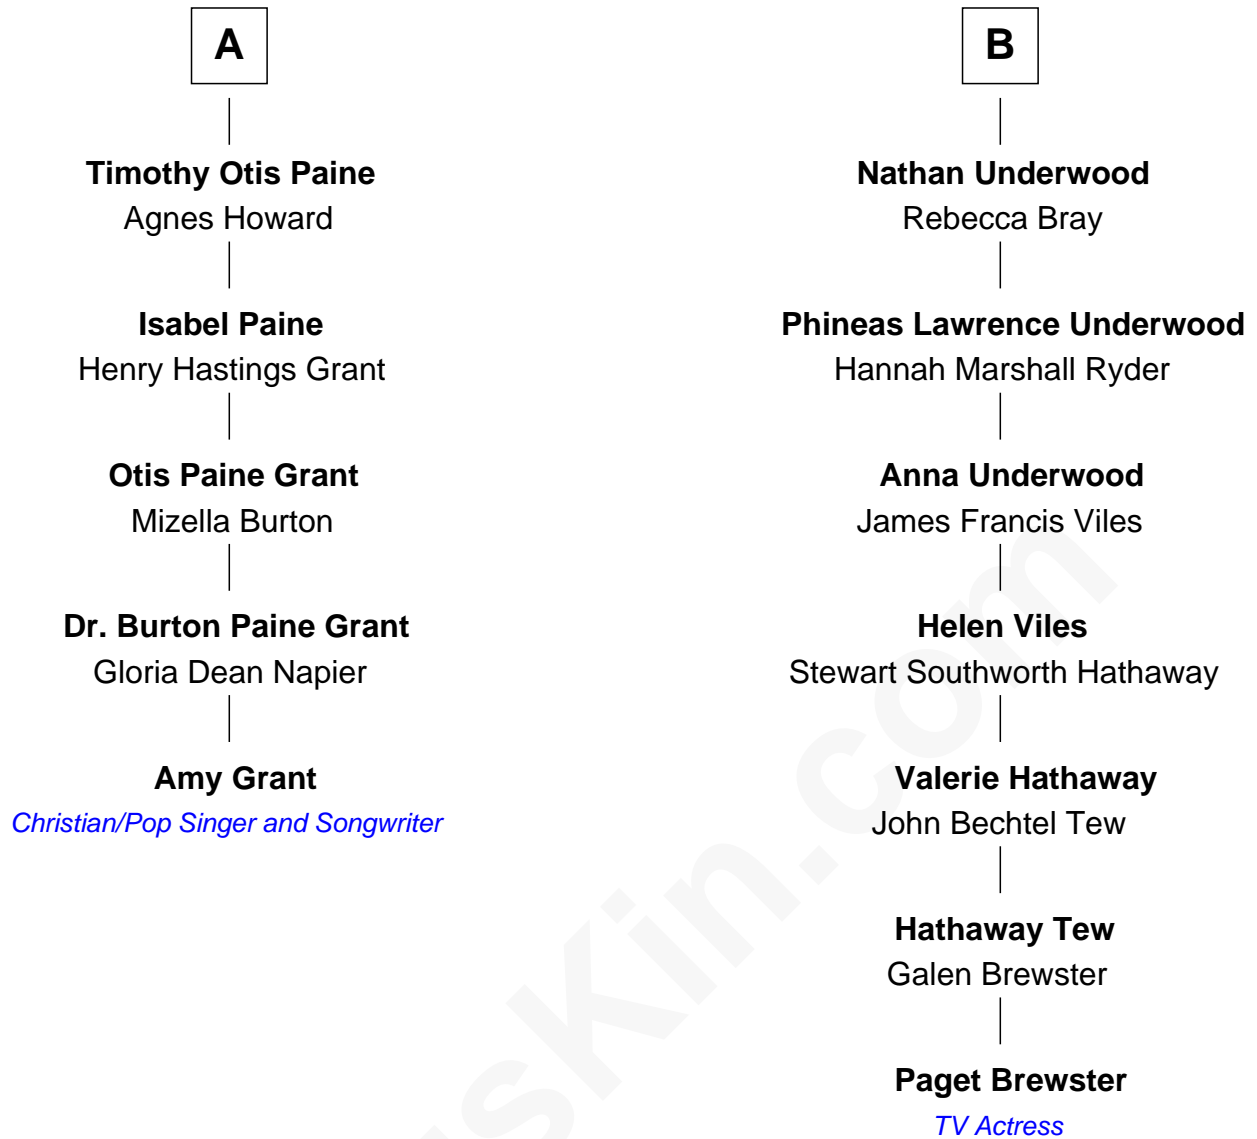 A
Timothy Otis Paine
Agnes Howard
Isabel Paine
Henry Hastings Grant
Otis Paine Grant
Mizella Burton
Dr. Burton Paine Grant
Gloria Dean Napier
Amy Grant
Christian/Pop Singer and Songwriter
B
Nathan Underwood
Rebecca Bray
Phineas Lawrence Underwood
Hannah Marshall Ryder
Anna Underwood
James Francis Viles
Helen Viles
Stewart Southworth Hathaway
Valerie Hathaway
John Bechtel Tew
Hathaway Tew
Galen Brewster
Paget Brewster
TV Actress
sKin.com